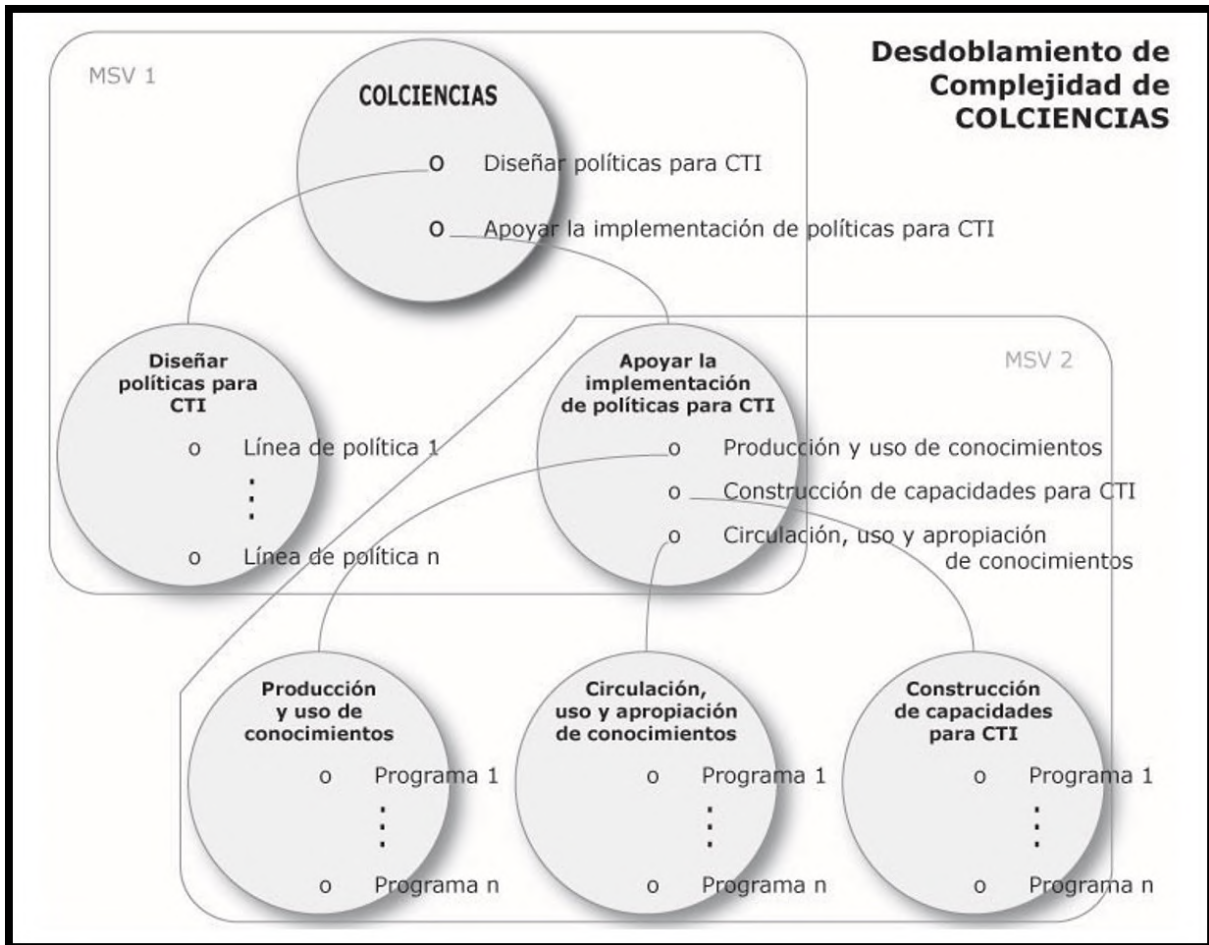 MSV 1
Desdoblamiento de
Complejidad de
COLCIENCIAS
COLCIENCIAS
o Diseñar políticas para CTI
o Apoyar la implementación de políticas para CTI
MSV 2
Diseñar
políticas para
CTI
o Línea de política 1
o Línea de política n
Apoyar la
implementación
de políticas para CTI
o Producción y uso de conocimientos
o Construcción de capacidades para CTI
o Circulación, uso y apropiación
de conocimientos
Producción
y uso de
conocimientos
o Programa 1
o Programa n
Circulación,
uso y apropiación
de conocimientos
o Programa 1
o Programa n
Construcción
de capacidades
para CTI
o Programa 1
o Programa n